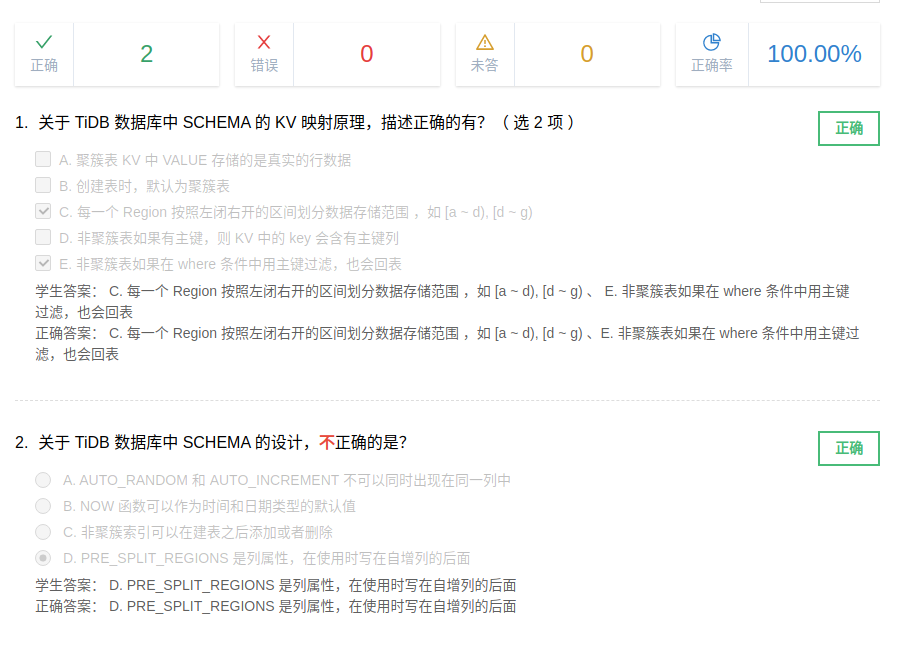 正确 2 错误 0 未答 0 正确率 100.00%
1. 关于 TiDB 数据库中 SCHEMA 的 KV 映射原理，描述正确的有？（ 选 2 项 ） 正确
A. 聚簇表 KV 中 VALUE 存储的是真实的行数据
B. 创建表时，默认为聚簇表
C. 每一个 Region 按照左闭右开的区间划分数据存储范围 ，如 [a ~ d), [d ~ g)
D. 非聚簇表如果有主键，则 KV 中的 key 会含有主键列
E. 非聚簇表如果在 where 条件中用主键过滤，也会回表
学生答案： C. 每一个 Region 按照左闭右开的区间划分数据存储范围 ，如 [a ~ d), [d ~ g) 、 E. 非聚簇表如果在 where 条件中用主键
过滤，也会回表
正确答案： C. 每一个 Region 按照左闭右开的区间划分数据存储范围 ，如 [a ~ d), [d ~ g) 、E. 非聚簇表如果在 where 条件中用主键过
滤，也会回表
2. 关于 TiDB 数据库中 SCHEMA 的设计，不正确的是？ 正确
A. AUTO_RANDOM 和 AUTO_INCREMENT 不可以同时出现在同一列中
B. NOW 函数可以作为时间和日期类型的默认值
C. 非聚簇索引可以在建表之后添加或者删除
D. PRE_SPLIT_REGIONS 是列属性，在使用时写在自增列的后面
学生答案： D. PRE_SPLIT_REGIONS 是列属性，在使用时写在自增列的后面
正确答案： D. PRE_SPLIT_REGIONS 是列属性，在使用时写在自增列的后面